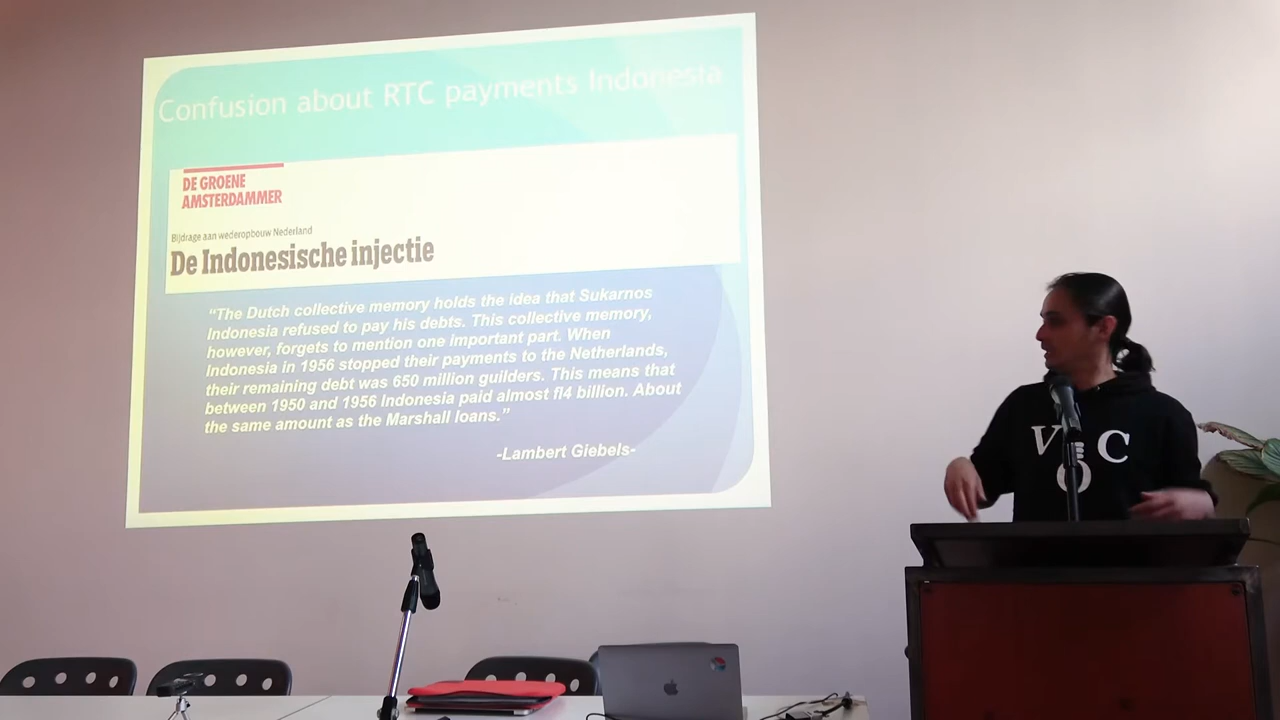 Confusion about RTC payments Indonesia
DE GROENE
AMSTERDAMMER
Bijdrage aan wederopbouw Nederland
De Indonesische injectie
“The Dutch collective memory holds the idea that Sukarnos
Indonesia refused to pay his debts. This collective memory,
however, forgets to mention one important part. When
Indonesia in 1956 stopped their payments to the Netherlands,
their remaining debt was 650 million guilders. This means that
between 1950 and 1956 Indonesia paid almost fl4 billion. About
the same amount as the Marshall loans.”
-Lambert Giebels-
V C
O